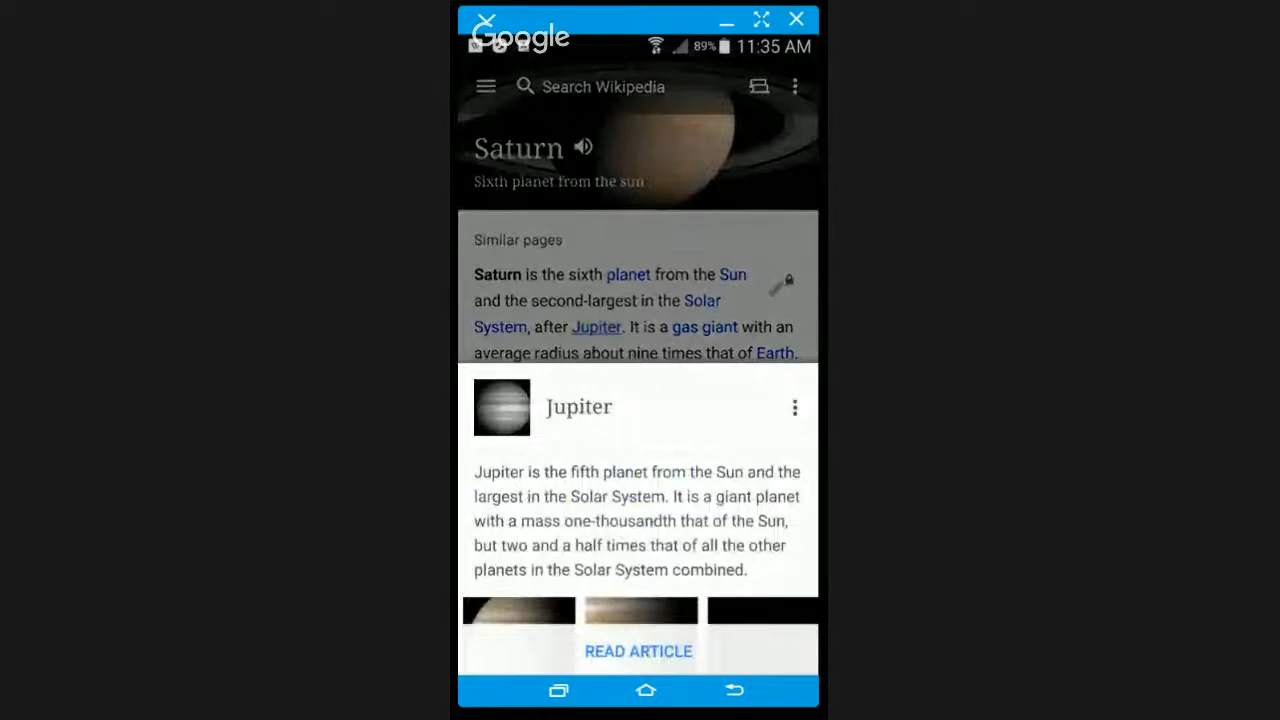 Google
89% 11:35 AM
Search Wikipedia
Saturn
Sixth planet from the sun
Similar pages
Saturn is the sixth planet from the Sun
and the second-largest in the Solar
System, after Jupiter. It is a gas giant with an
average radius about nine times that of Earth.
Jupiter
Jupiter is the fifth planet from the Sun and the
largest in the Solar System. It is a giant planet
with a mass one-thousandth that of the Sun,
but two and a half times that of all the other
planets in the Solar System combined.
READ ARTICLE